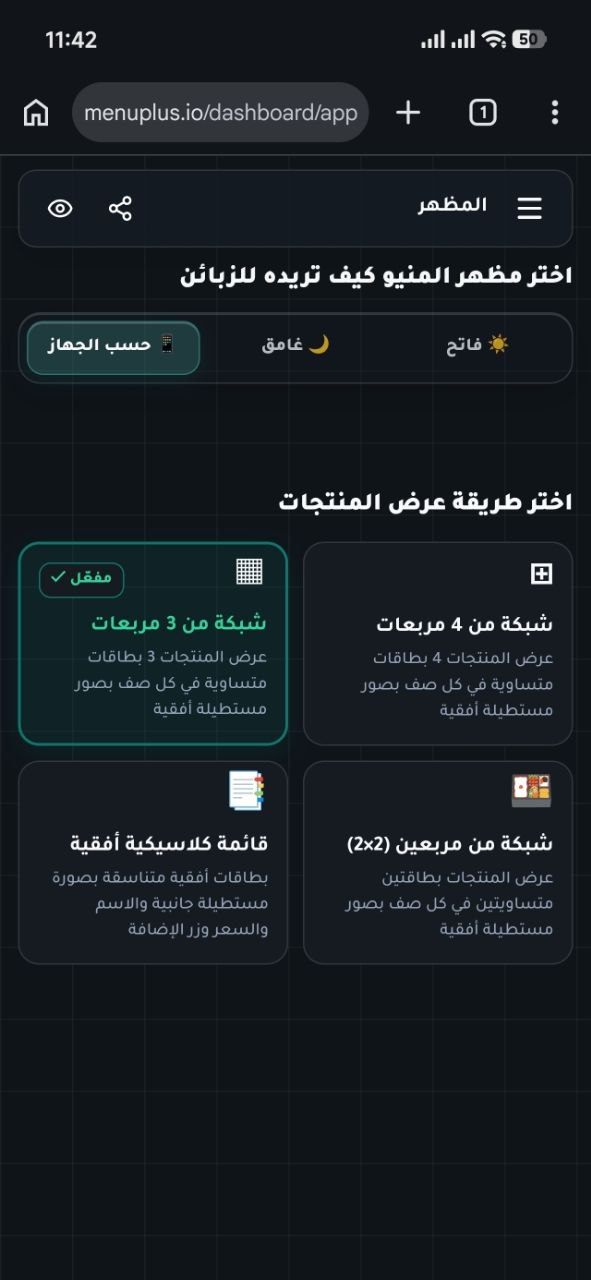 11:42
50
menuplus.io/dashboard/app
1
المظهر
اختر مظهر المنيو كيف تريده للزبائن
فاتح
غامق
حسب الجهاز
اختر طريقة عرض المنتجات
شبكة من 4 مربعات
عرض المنتجات 4 بطاقات
متساوية في كل صف بصور
مستطيلة أفقية
مفعّل
شبكة من 3 مربعات
عرض المنتجات 3 بطاقات
متساوية في كل صف بصور
مستطيلة أفقية
شبكة من مربعين (2×2)
عرض المنتجات بطاقتين
متساويتين في كل صف بصور
مستطيلة أفقية
قائمة كلاسيكية أفقية
بطاقات أفقية متناسقة بصورة
مستطيلة جانبية والاسم
والسعر وزر الإضافة